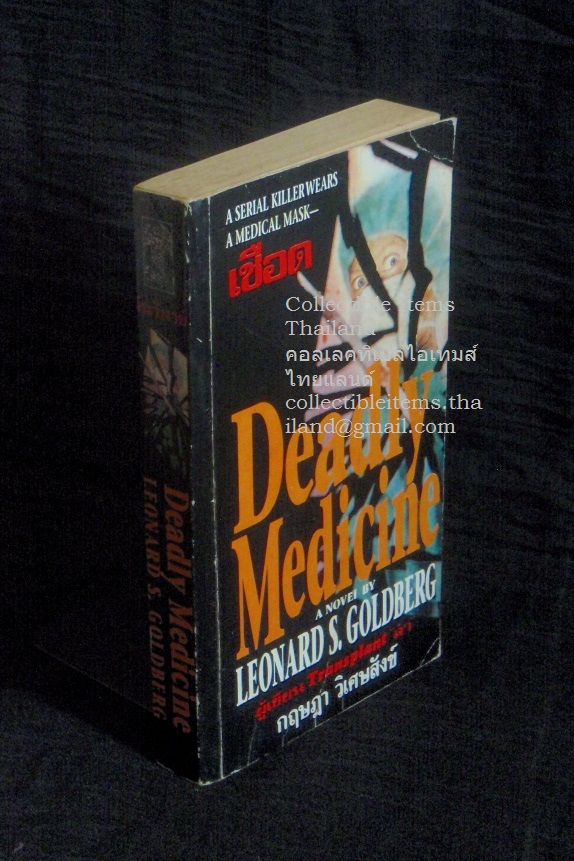 A SERIAL KILLER WEARS
A MEDICAL MASK—
เชือด
Collectible items
Thailand
คอลเลคทิเบิลไอเทมส์
ไทยแลนด์
collectibleitems.tha
iland@gmail.com
Deadly
Medicine
A NOVEL BY
LEONARD S. GOLDBERG
ผู้เขียน Transplant
กฤษฎา วิเศษสังข์
Deadly Medicine
LEONARD S. GOLDBERG